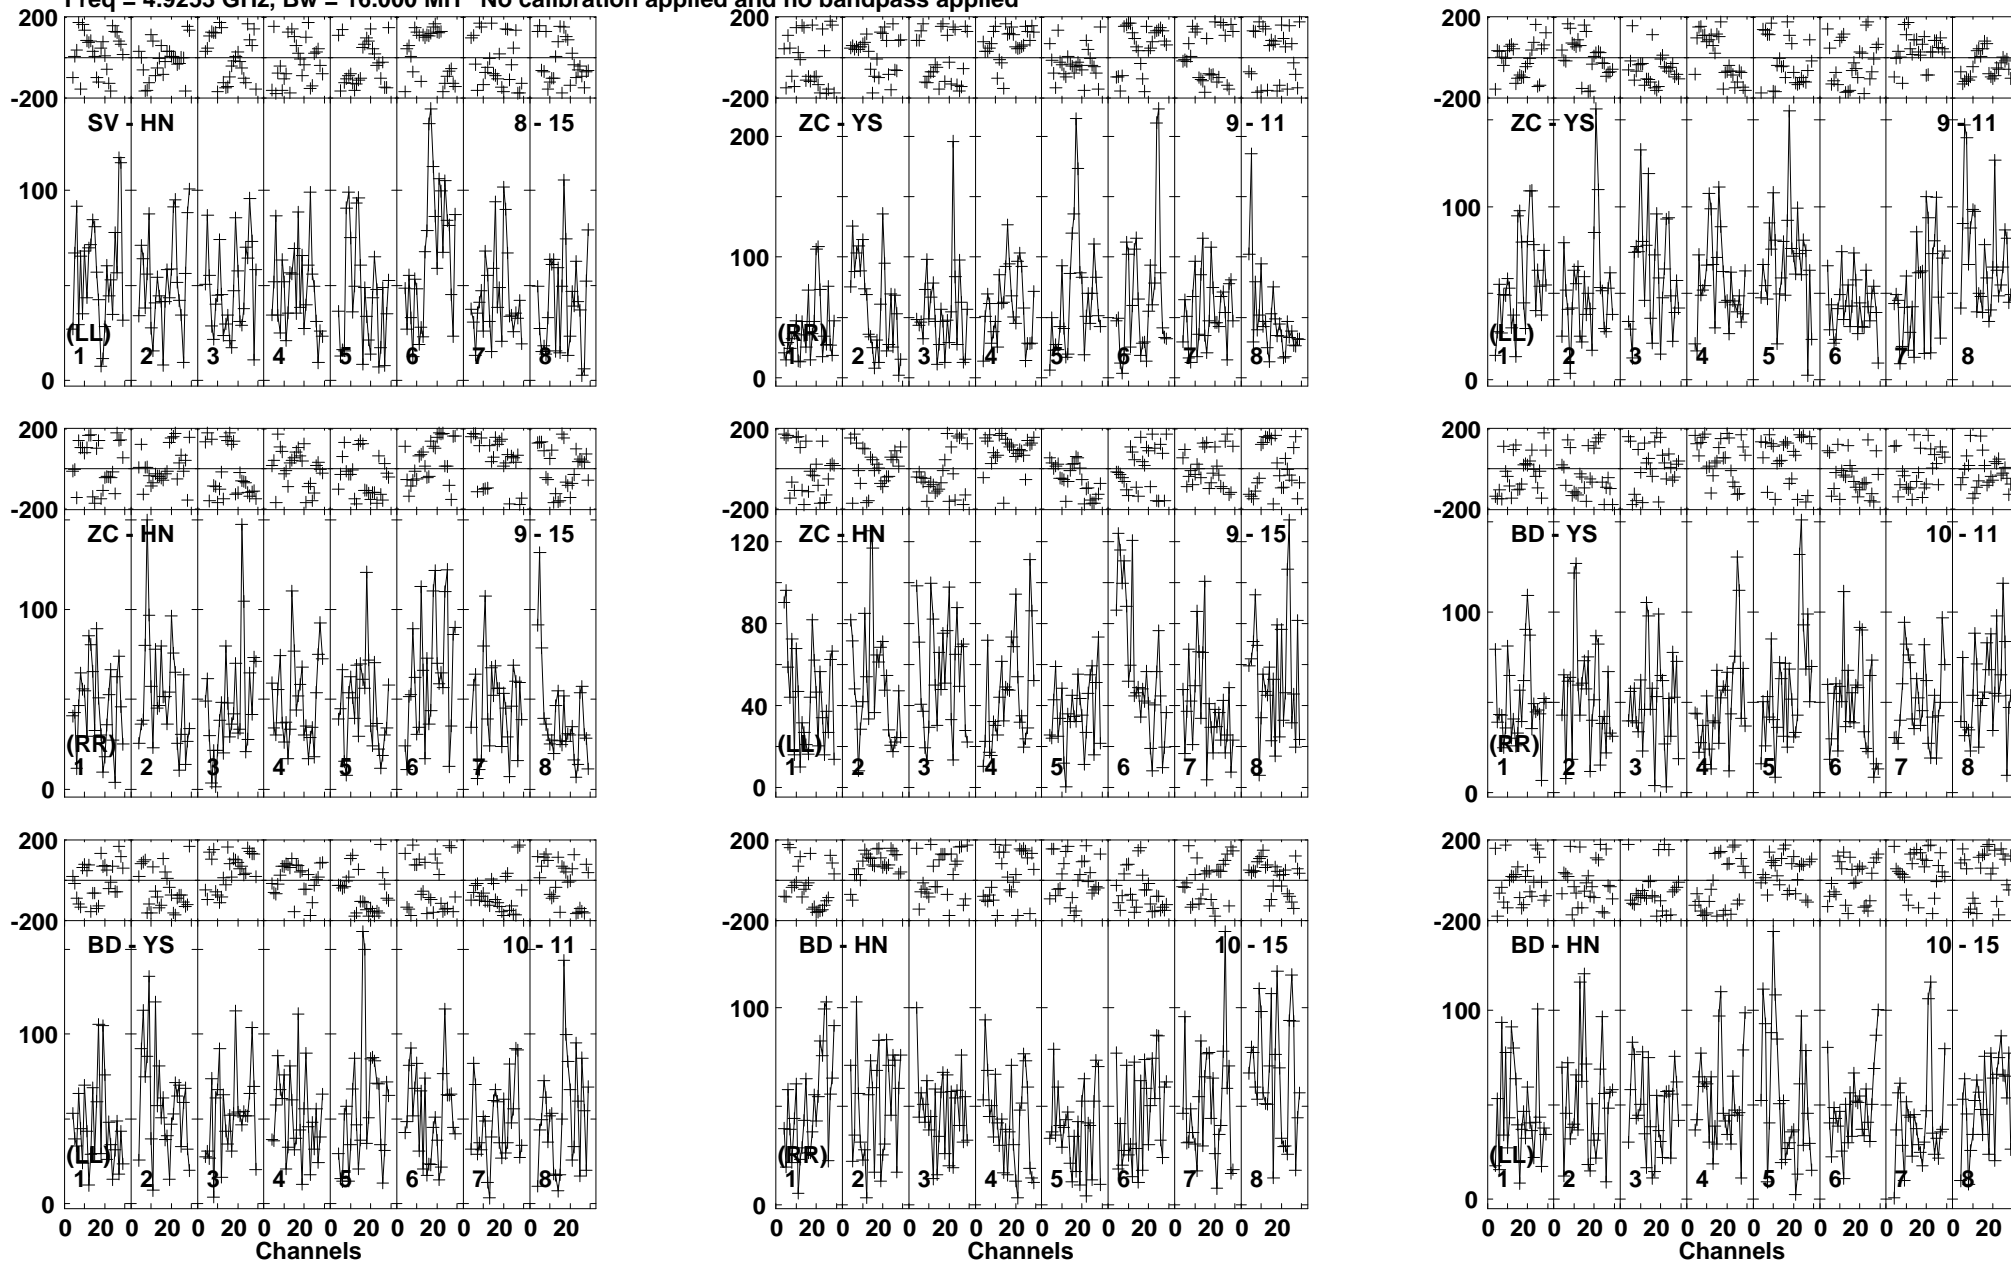 Freq = 4.9253 GHz, Bw = 16.000 MH No calibration applied and no bandpass applied
200 200 200
-200 -200 -200
SV - HN 8 - 15 ZC - YS 9 - 11 ZC - YS 9 - 11
200
100 100 100
(LL) (RR) (LL)
1 2 3 4 5 6 7 8 1 2 3 4 5 6 7 8 1 2 3 4 5 6 7 8
0 0 0
200 200 200
-200 -200 -200
ZC - HN 9 - 15 ZC - HN 9 - 15 BD - YS 10 - 11
120
100 80 100
40
(RR) (LL) (RR)
1 2 3 4 5 6 7 8 1 2 3 4 5 6 7 8 1 2 3 4 5 6 7 8
0 0 0
200 200 200
-200 -200 -200
BD - YS 10 - 11 BD - HN 10 - 15 BD - HN 10 - 15
100 100 100
(LL) (RR) (LL)
1 2 3 4 5 6 7 8 1 2 3 4 5 6 7 8 1 2 3 4 5 6 7 8
0 0 0
0 20 0 20 0 20 0 20 0 20 0 20 0 20 0 20 0 20 0 20 0 20 0 20 0 20 0 20 0 20 0 20 0 20 0 20 0 20 0 20 0 20 0 20 0 20 0 20
Channels Channels Channels